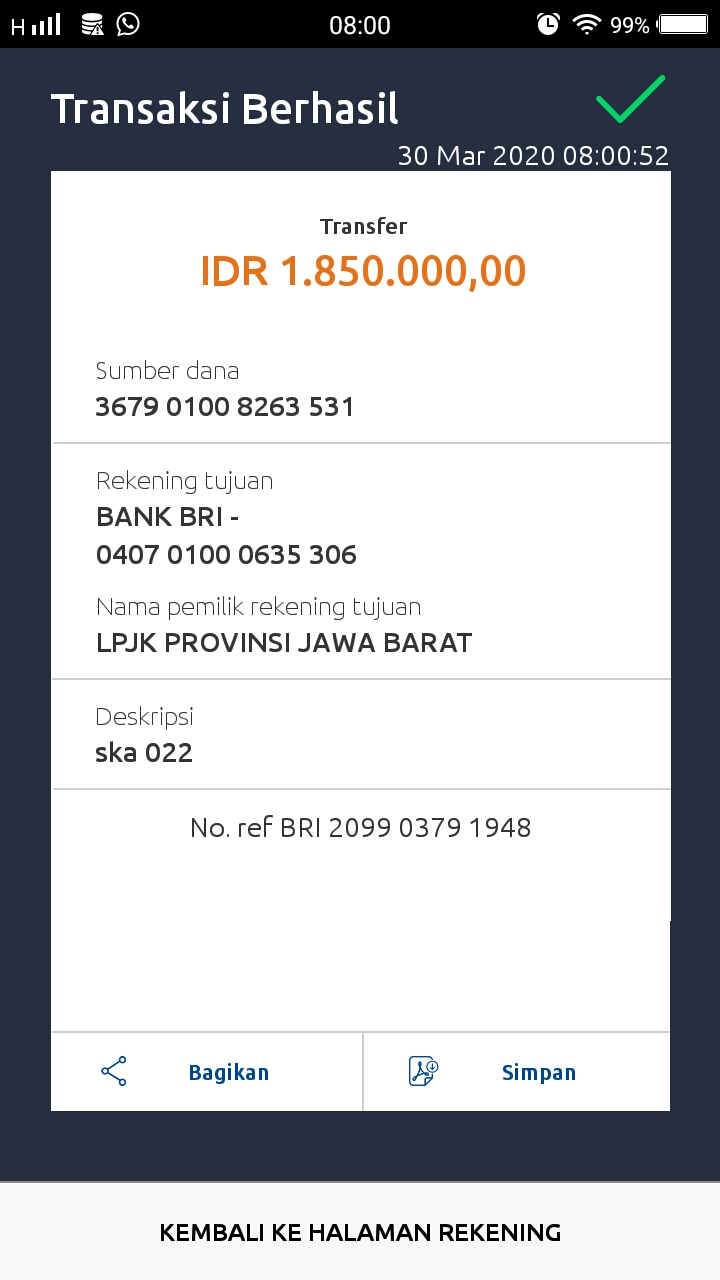 H 08:00 99%
Transaksi Berhasil
30 Mar 2020 08:00:52
Transfer
IDR 1.850.000,00
Sumber dana
3679 0100 8263 531
Rekening tujuan
BANK BRI -
0407 0100 0635 306
Nama pemilik rekening tujuan
LPJK PROVINSI JAWA BARAT
Deskripsi
ska 022
No. ref BRI 2099 0379 1948
Bagikan Simpan
KEMBALI KE HALAMAN REKENING